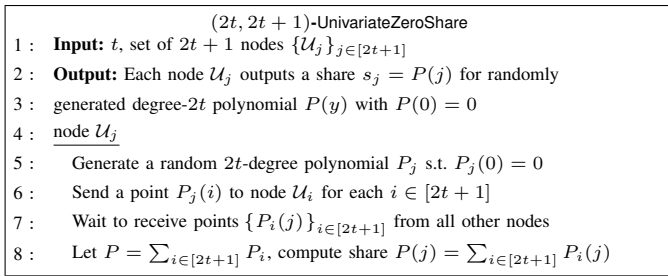 (2t, 2t + 1)-UnivariateZeroShare
1 : Input: t, set of 2t + 1 nodes {𝒰_j}_{j∈[2t+1]}
2 : Output: Each node 𝒰_j outputs a share s_j = P(j) for randomly
3 : generated degree-2t polynomial P(y) with P(0) = 0
4 : node 𝒰_j
5 : Generate a random 2t-degree polynomial P_j s.t. P_j(0) = 0
6 : Send a point P_j(i) to node 𝒰_i for each i ∈ [2t + 1]
7 : Wait to receive points {P_i(j)}_{i∈[2t+1]} from all other nodes
8 : Let P = ∑_{i∈[2t+1]} P_i, compute share P(j) = ∑_{i∈[2t+1]} P_i(j)